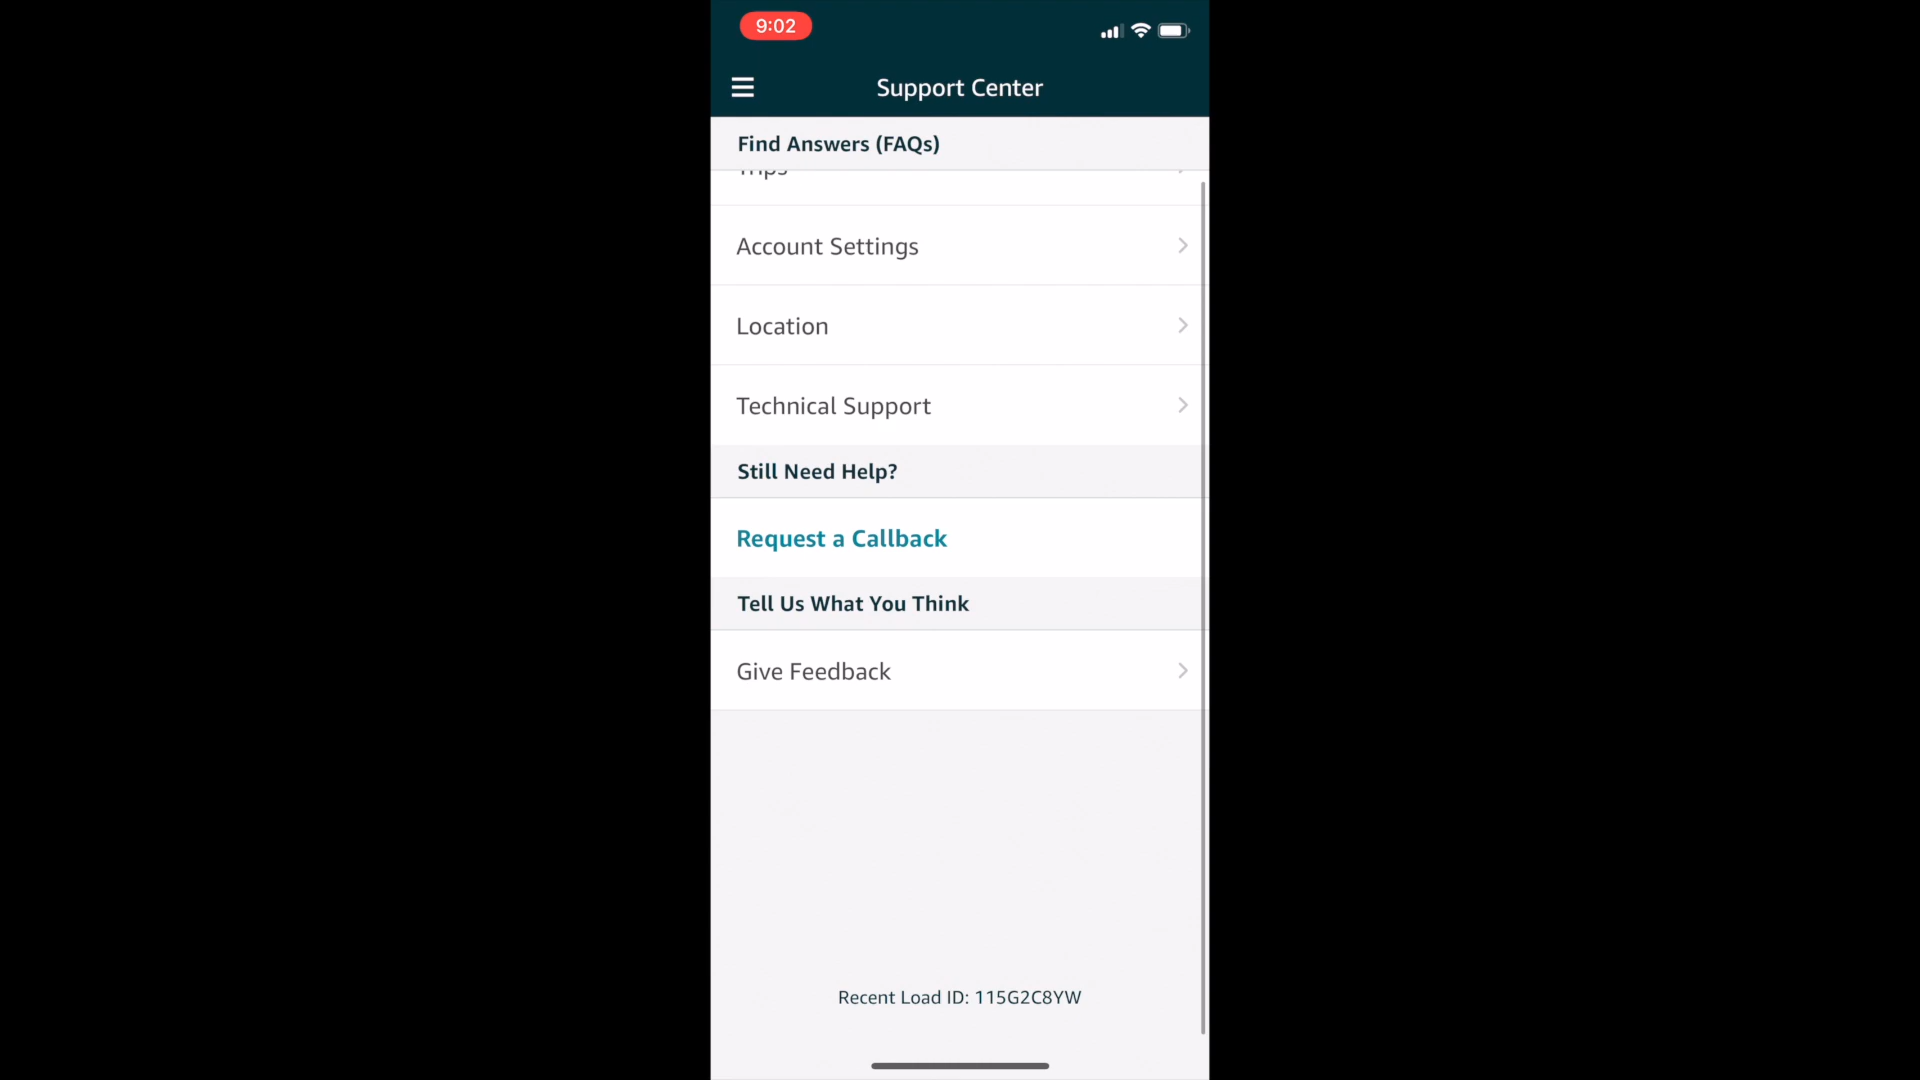 9:02
Support Center
Find Answers (FAQs)
Trips
Account Settings
Location
Technical Support
Still Need Help?
Request a Callback
Tell Us What You Think
Give Feedback
Recent Load ID: 115G2C8YW